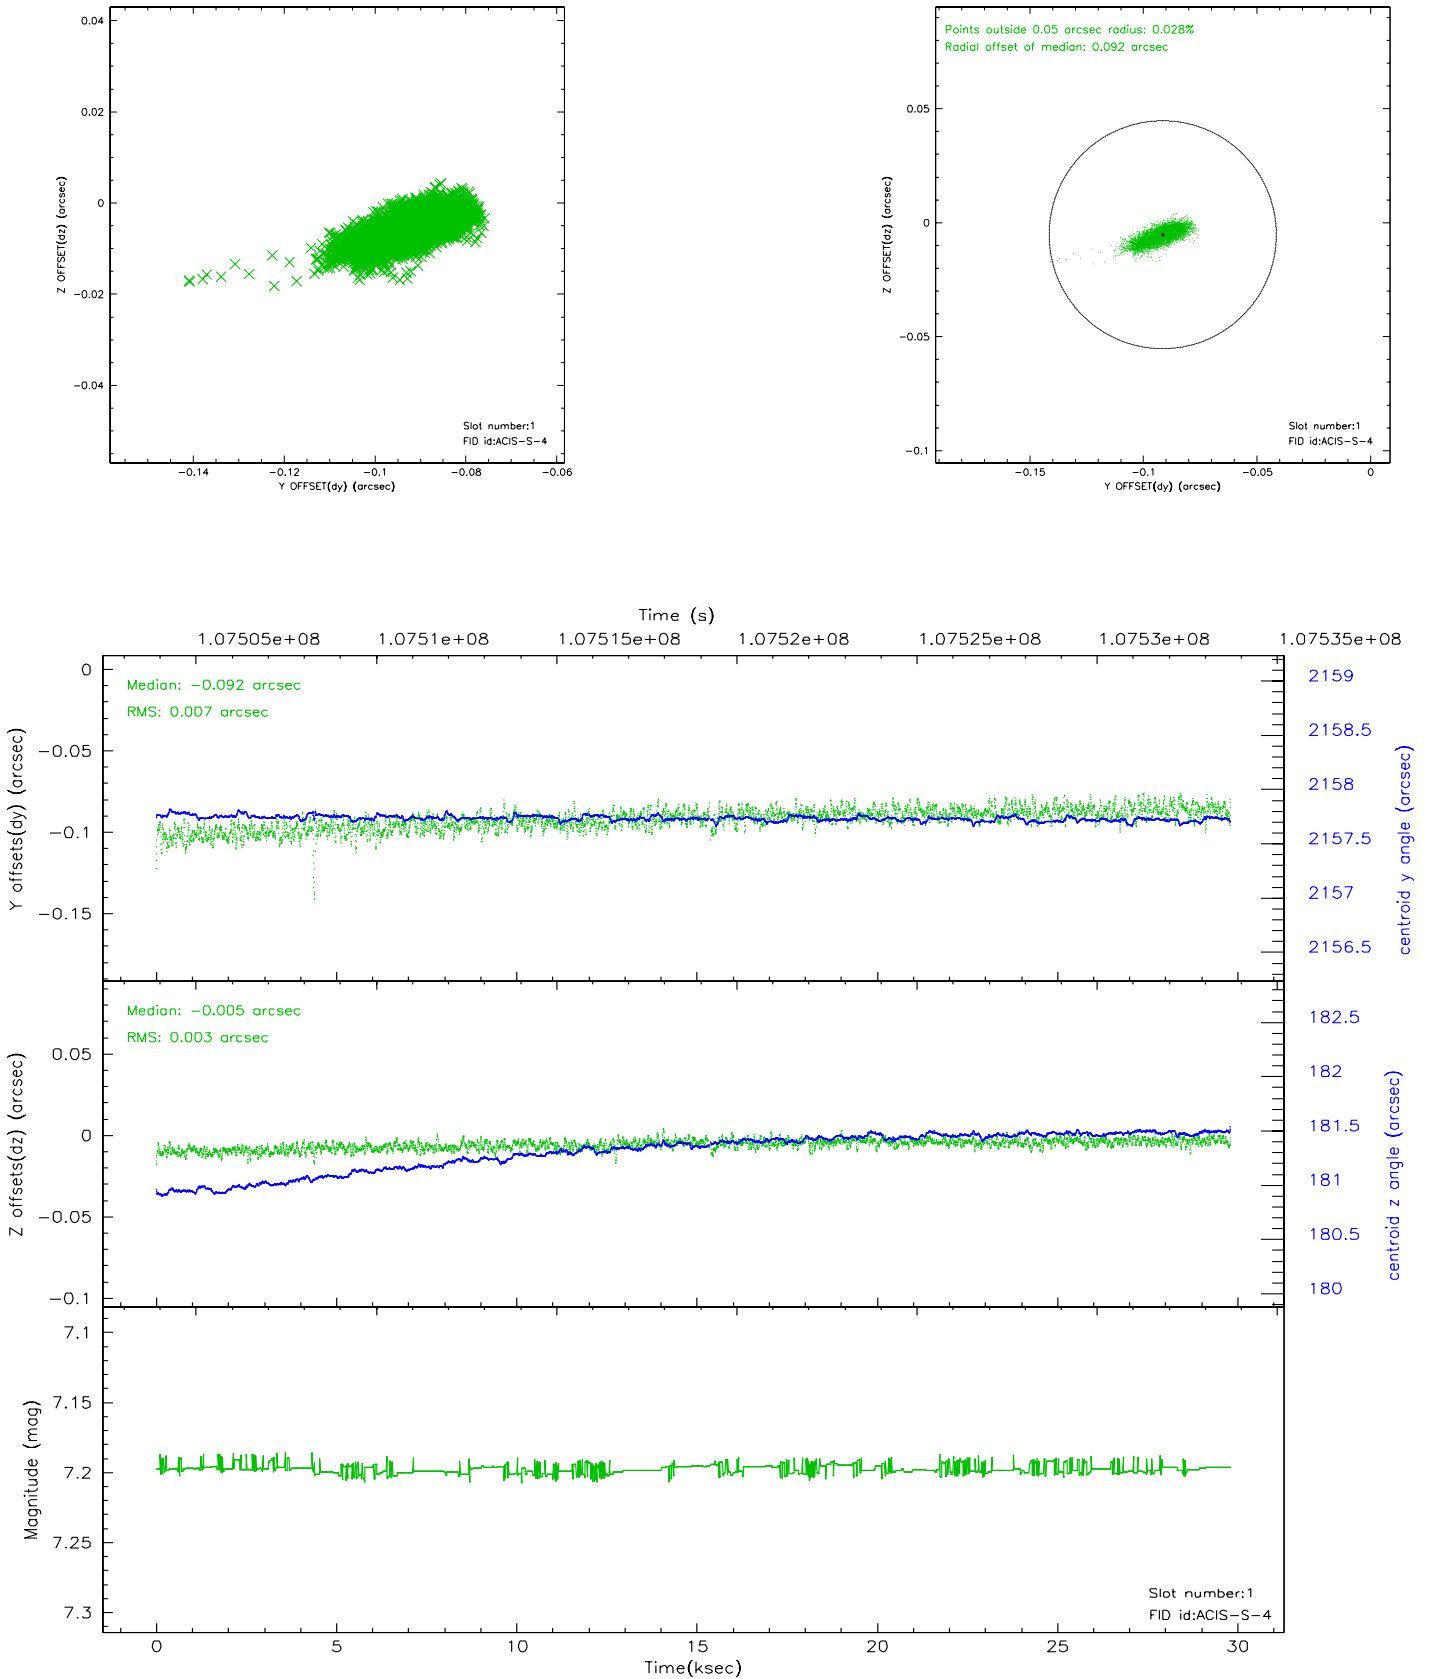 0.04
0.02
0
−0.02
−0.04
Z OFFSET(dz) (arcsec)
Slot number:1
FID id:ACIS−S−4
−0.14 −0.12 −0.1 −0.08 −0.06
Y OFFSET(dy) (arcsec)
Points outside 0.05 arcsec radius: 0.028%
Radial offset of median: 0.092 arcsec
0.05
0
−0.05
−0.1
Z OFFSET(dz) (arcsec)
Slot number:1
FID id:ACIS−S−4
−0.15 −0.1 −0.05 0
Y OFFSET(dy) (arcsec)
Time (s)
1.07505e+08 1.0751e+08 1.07515e+08 1.0752e+08 1.07525e+08 1.0753e+08 1.07535e+08
Median: −0.092 arcsec
RMS: 0.007 arcsec
0
−0.05
−0.1
−0.15
Y offsets(dy) (arcsec)
2159
2158.5
2158
2157.5
2157
2156.5
centroid y angle (arcsec)
Median: −0.005 arcsec
RMS: 0.003 arcsec
0.05
0
−0.05
−0.1
Z offsets(dz) (arcsec)
182.5
182
181.5
181
180.5
180
centroid z angle (arcsec)
7.1
7.15
7.2
7.25
7.3
Magnitude (mag)
Slot number:1
FID id:ACIS−S−4
0 5 10 15 20 25 30
Time(ksec)